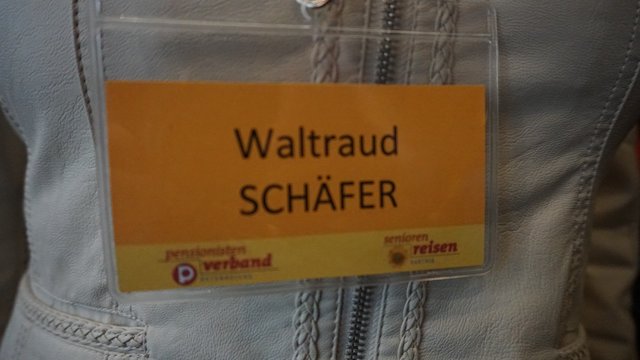 Waltraud
SCHÄFER
pensionisten
verband
senioren
reisen